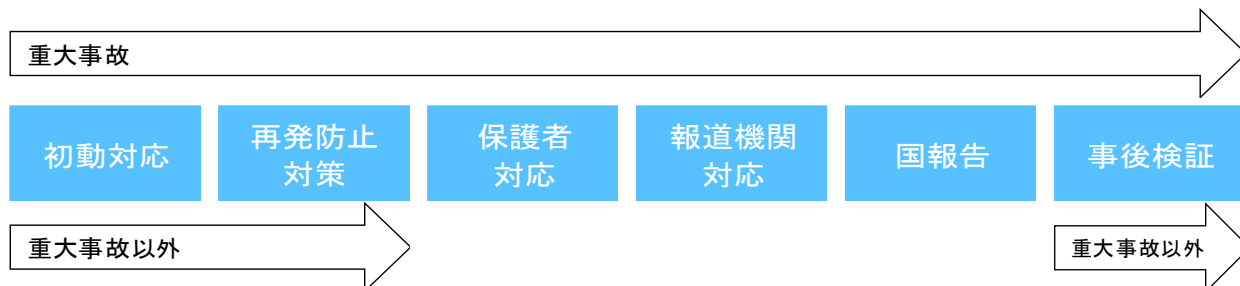 重大事故
初動対応
再発防止
対策
保護者
対応
報道機関
対応
国報告
事後検証
重大事故以外
重大事故以外